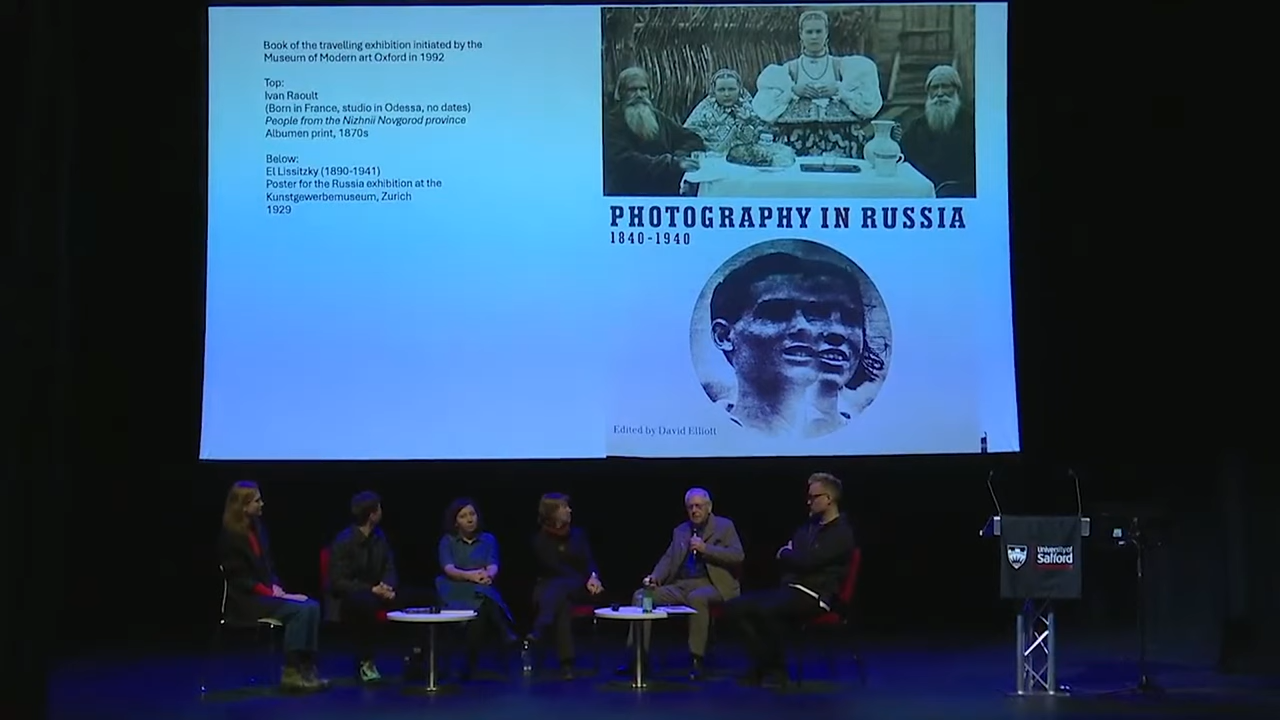 Book of the travelling exhibition initiated by the
Museum of Modern art Oxford in 1992
Top:
Ivan Raoult
(Born in France, studio in Odessa, no dates)
People from the Nizhnii Novgorod province
Albumen print, 1870s
Below:
El Lissitzky (1890-1941)
Poster for the Russia exhibition at the
Kunstgewerbemuseum, Zurich
1929
PHOTOGRAPHY IN RUSSIA
1840-1940
Edited by David Elliott
University of
Salford